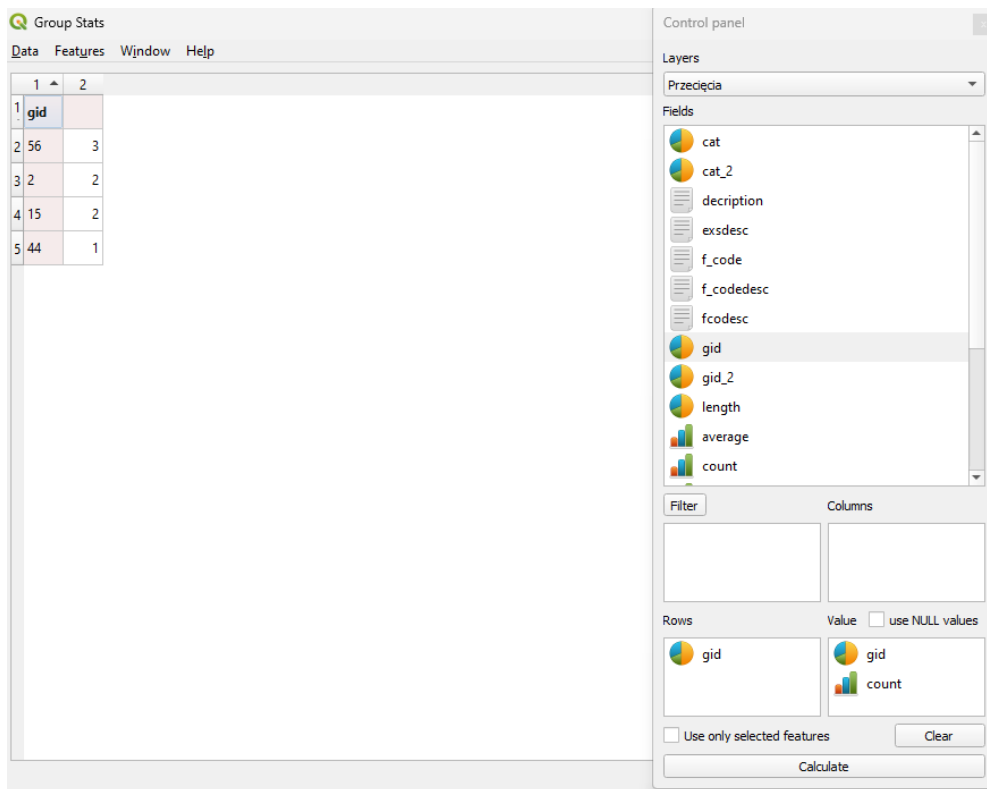 Group Stats
Data Features Window Help
1 2
1 gid
2 56 3
3 2 2
4 15 2
5 44 1
Control panel
Layers
Przecięcia
Fields
cat
cat_2
decription
exsdesc
f_code
f_codedesc
fcodesc
gid
gid_2
length
average
count
Filter Columns
Rows Value use NULL values
gid gid
count
Use only selected features Clear
Calculate